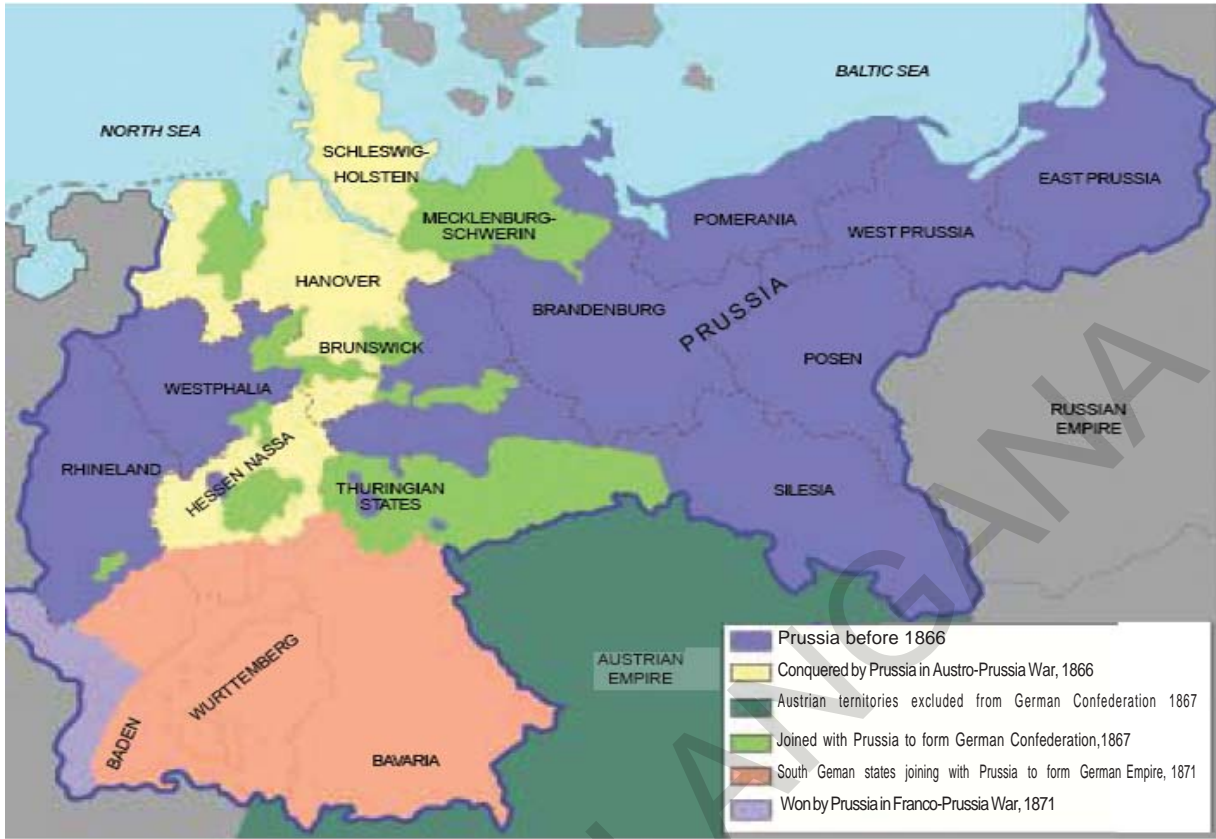 BALTIC SEA
NORTH SEA
SCHLESWIG-
HOLSTEIN
EAST PRUSSIA
MECKLENBURG-
SCHWERIN
POMERANIA
WEST PRUSSIA
HANOVER
BRANDENBURG
PRUSSIA
BRUNSWICK
POSEN
WESTPHALIA
RUSSIAN
EMPIRE
RHINELAND
HESSEN NASSA
THURINGIAN
STATES
SILESIA
AUSTRIAN
EMPIRE
WURTTEMBERG
BADEN
BAVARIA
Prussia before 1866
Conquered by Prussia in Austro-Prussia War, 1866
Austrian territories excluded from German Confederation 1867
Joined with Prussia to form German Confederation,1867
South Geman states joining with Prussia to form German Empire, 1871
Won by Prussia in Franco-Prussia War, 1871
LANGANA